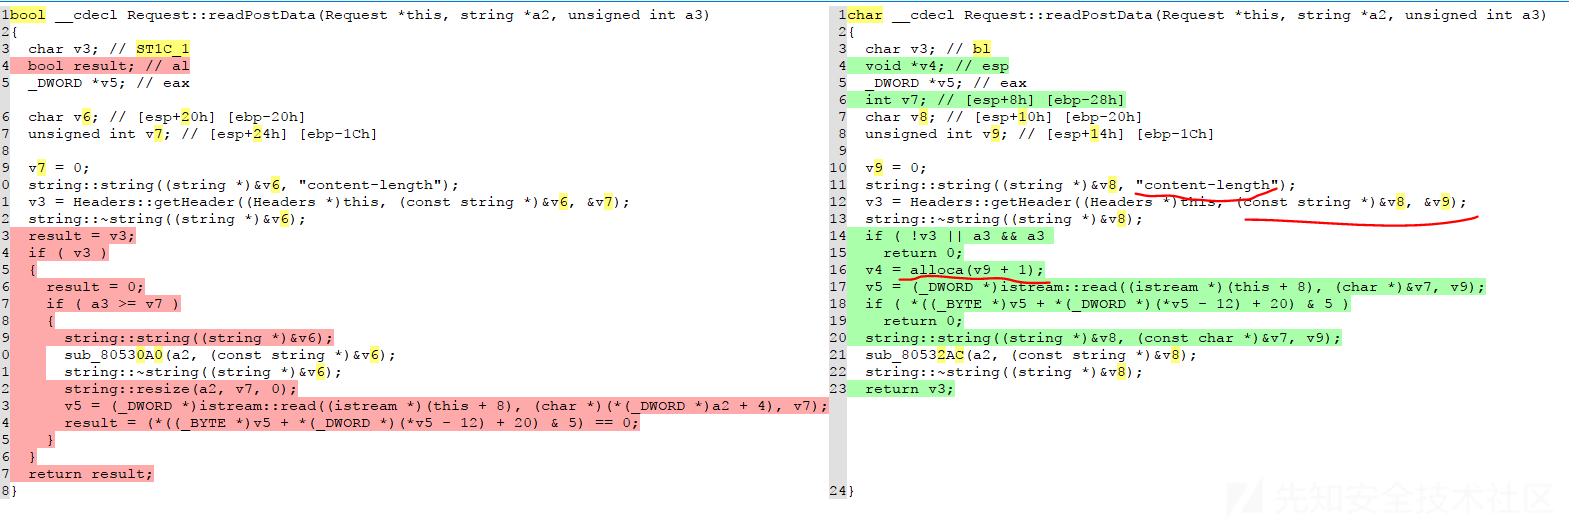 1bool __cdecl Request::readPostData(Request *this, string *a2, unsigned int a3)
2{
3  char v3; // ST1C_1
4  bool result; // al
5  _DWORD *v5; // eax
6  char v6; // [esp+20h] [ebp-20h]
7  unsigned int v7; // [esp+24h] [ebp-1Ch]
8
9  v7 = 0;
0  string::string((string *)&v6, "content-length");
1  v3 = Headers::getHeader((Headers *)this, (const string *)&v6, &v7);
2  string::~string((string *)&v6);
3  result = v3;
4  if ( v3 )
5  {
6    result = 0;
7    if ( a3 >= v7 )
8    {
9      string::string((string *)&v6);
0      sub_80530A0(a2, (const string *)&v6);
1      string::~string((string *)&v6);
2      string::resize(a2, v7, 0);
3      v5 = (_DWORD *)istream::read((istream *)(this + 8), (char *)(*(_DWORD *)a2 + 4), v7);
4      result = (*((_BYTE *)v5 + *(_DWORD *)(*v5 - 12) + 20) & 5) == 0;
5    }
6  }
7  return result;
8}
1char __cdecl Request::readPostData(Request *this, string *a2, unsigned int a3)
2{
3  char v3; // bl
4  void *v4; // esp
5  _DWORD *v5; // eax
6  int v7; // [esp+8h] [ebp-28h]
7  char v8; // [esp+10h] [ebp-20h]
8  unsigned int v9; // [esp+14h] [ebp-1Ch]
9
10  v9 = 0;
11  string::string((string *)&v8, "content-length");
12  v3 = Headers::getHeader((Headers *)this, (const string *)&v8, &v9);
13  string::~string((string *)&v8);
14  if ( !v3 || a3 && a3
15    return 0;
16  v4 = alloca(v9 + 1);
17  v5 = (_DWORD *)istream::read((istream *)(this + 8), (char *)&v7, v9);
18  if ( *((_BYTE *)v5 + *(_DWORD *)(*v5 - 12) + 20) & 5 )
19    return 0;
20  string::string((string *)&v8, (const char *)&v7, v9);
21  sub_80532AC(a2, (const string *)&v8);
22  string::~string((string *)&v8);
23  return v3;
24}
先知安全技术社区